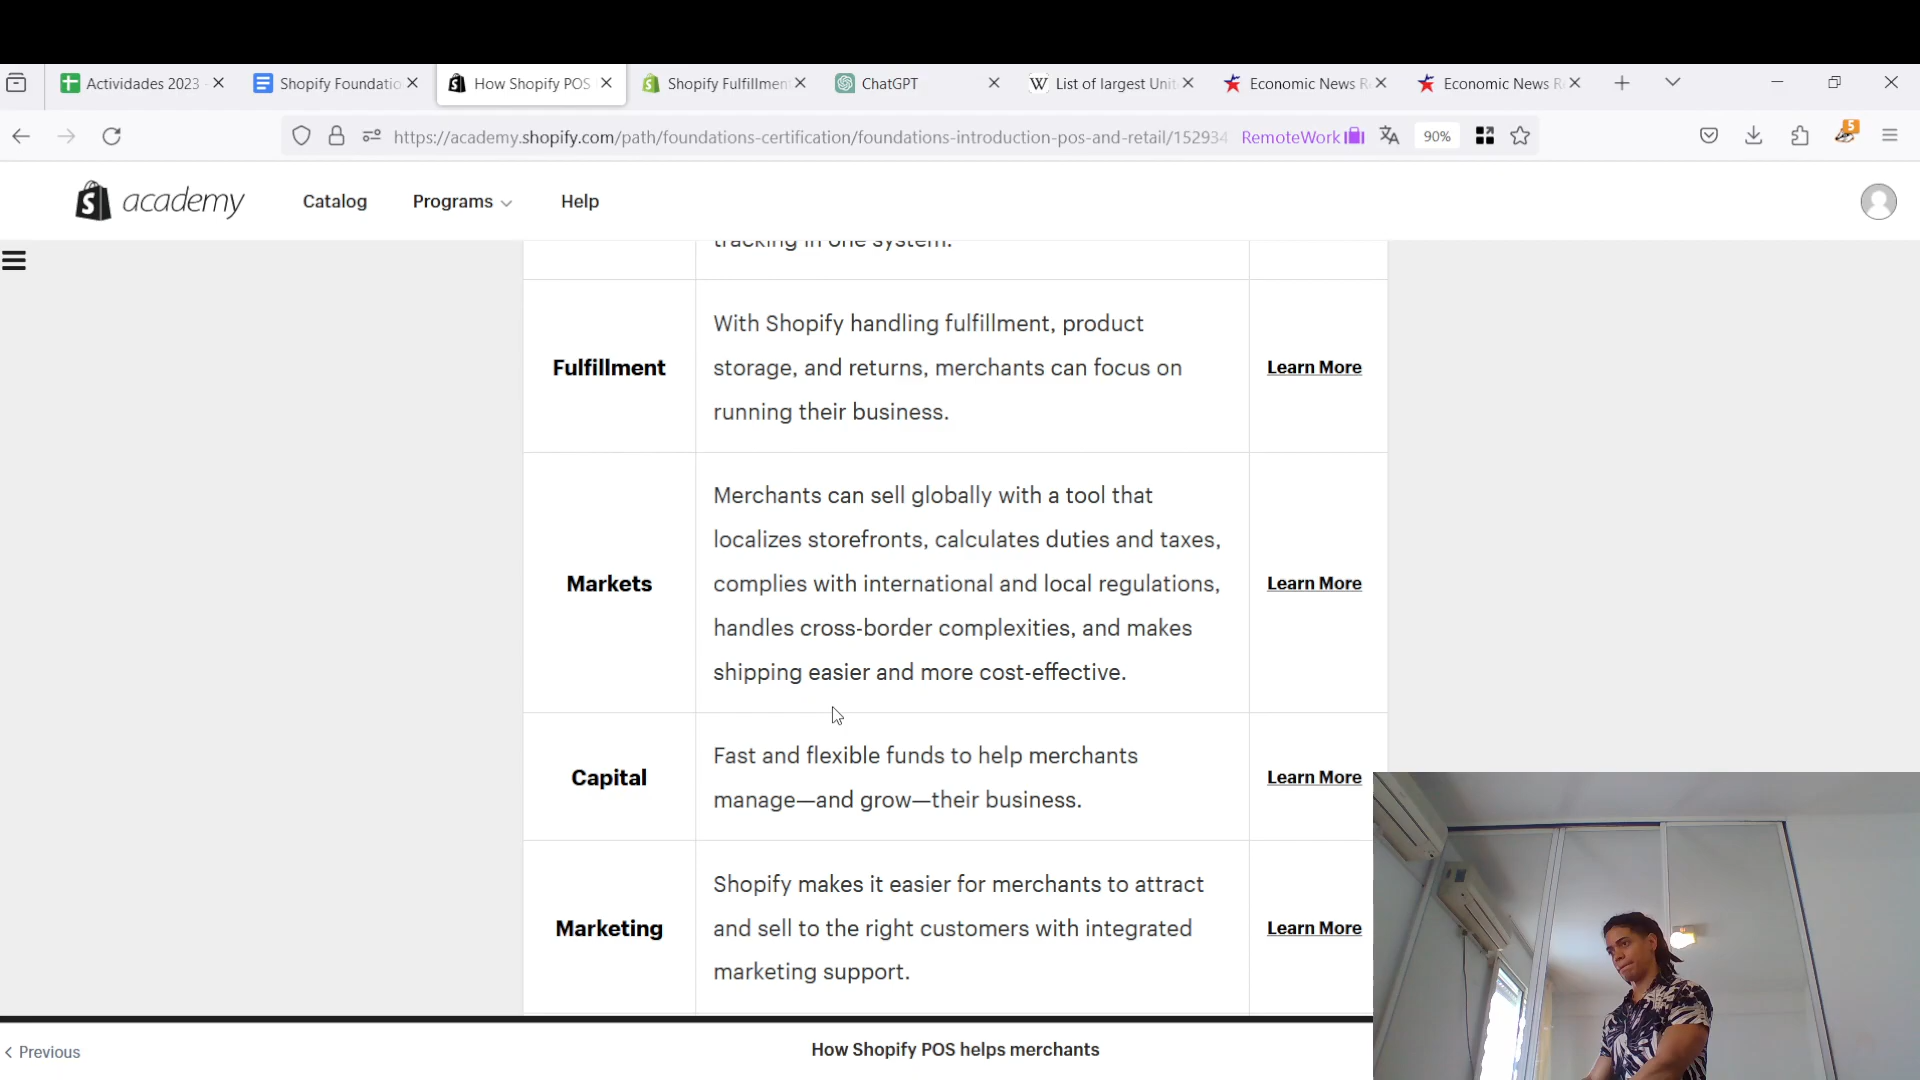 Actividades 2023
Shopify Foundatio
How Shopify POS
Shopify Fulfillmen
ChatGPT
List of largest Unit
Economic News R
Economic News R
https://academy.shopify.com/path/foundations-certification/foundations-introduction-pos-and-retail/152934
RemoteWork
90%
5
academy
Catalog
Programs
Help
tracking in one system.
Fulfillment
With Shopify handling fulfillment, product
storage, and returns, merchants can focus on
running their business.
Learn More
Markets
Merchants can sell globally with a tool that
localizes storefronts, calculates duties and taxes,
complies with international and local regulations,
handles cross-border complexities, and makes
shipping easier and more cost-effective.
Learn More
Capital
Fast and flexible funds to help merchants
manage—and grow—their business.
Learn More
Marketing
Shopify makes it easier for merchants to attract
and sell to the right customers with integrated
marketing support.
Learn More
Previous
How Shopify POS helps merchants